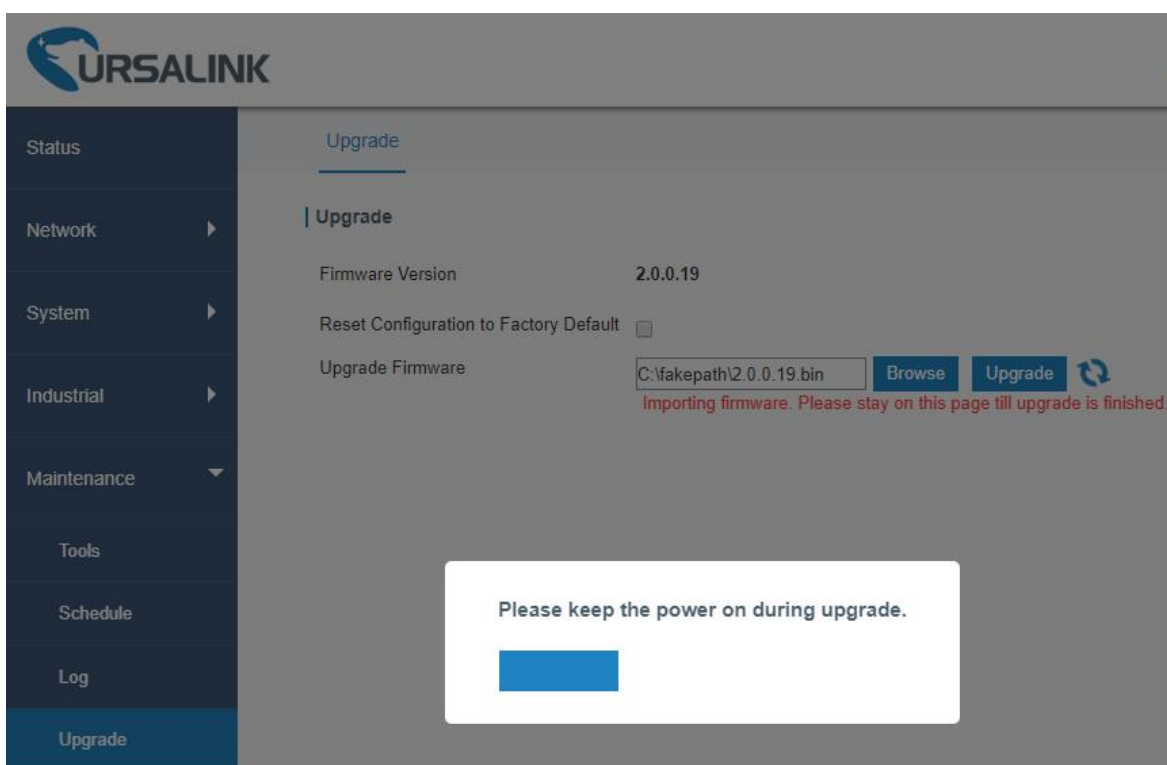 URSALINK
Status
Upgrade
Upgrade
Network
Firmware Version 2.0.0.19
System
Reset Configuration to Factory Default
Upgrade Firmware C:\fakepath\2.0.0.19.bin Browse Upgrade
Industrial
Importing firmware. Please stay on this page till upgrade is finished.
Maintenance
Tools
Schedule
Please keep the power on during upgrade.
Log
Upgrade